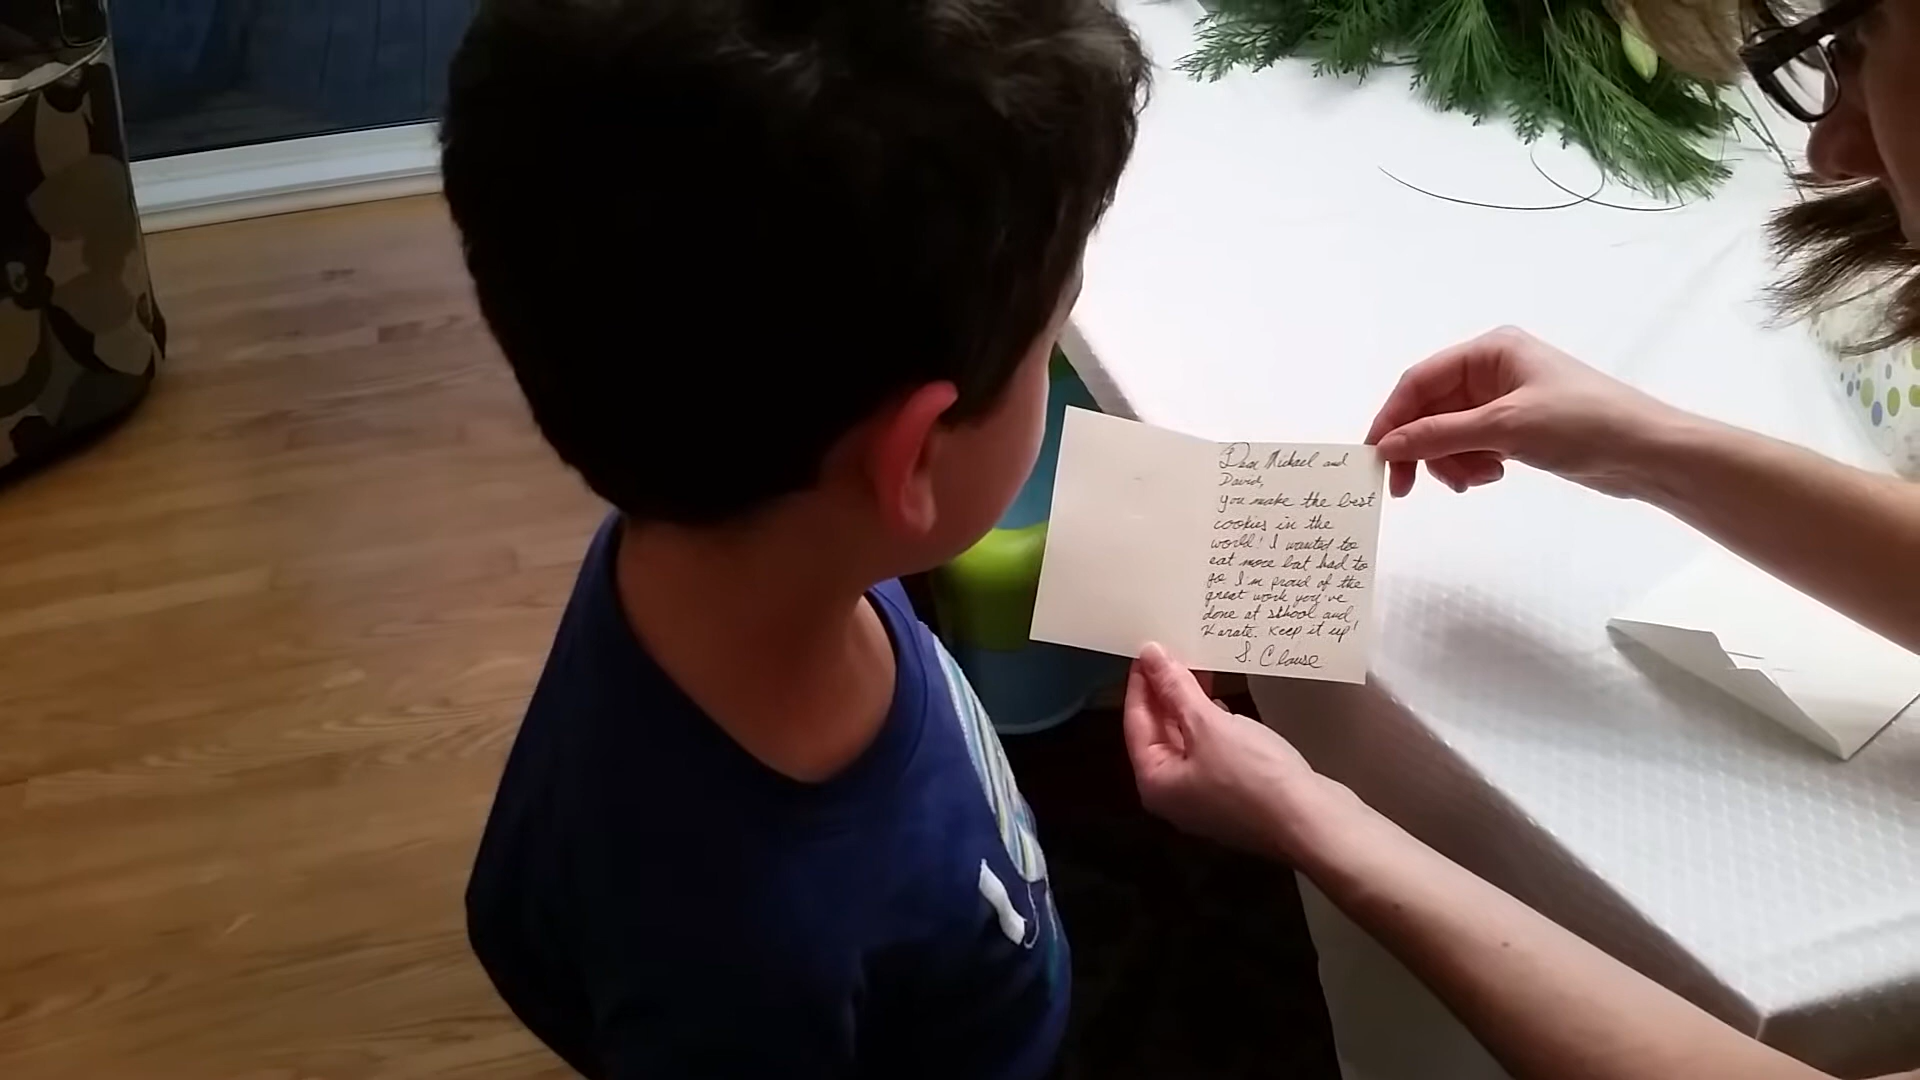 Dear Michael and
David,
you make the best
cookies in the
world! I wanted to
eat more but had to
go. I'm proud of the
great work you've
done at school and
Karate. Keep it up!
S. Clause